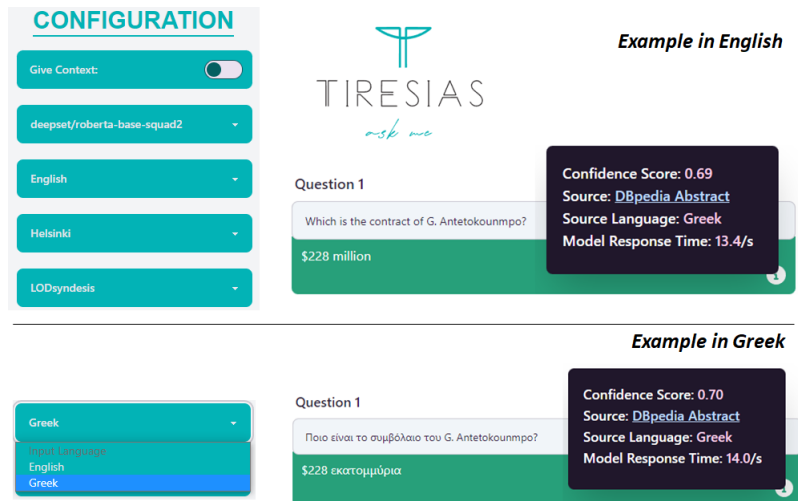 CONFIGURATION
Give Context:
deepset/roberta-base-squad2
English
Helsinki
LODsyndesis
TIRESIAS
ask me
Example in English
Question 1
Which is the contract of G. Antetokounmpo?
$228 million
Confidence Score: 0.69
Source: DBpedia Abstract
Source Language: Greek
Model Response Time: 13.4/s
Example in Greek
Greek
Input Language
English
Greek
Question 1
Ποιο είναι το συμβόλαιο του G. Antetokounmpo?
$228 εκατομμύρια
Confidence Score: 0.70
Source: DBpedia Abstract
Source Language: Greek
Model Response Time: 14.0/s